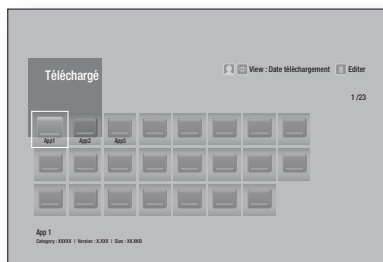 Téléchargé
View : Date téléchargement Editer
1 /23
App1 App2 App3
App 1
Category : XXXXX | Version : X.XXX | Size : XX.XKB